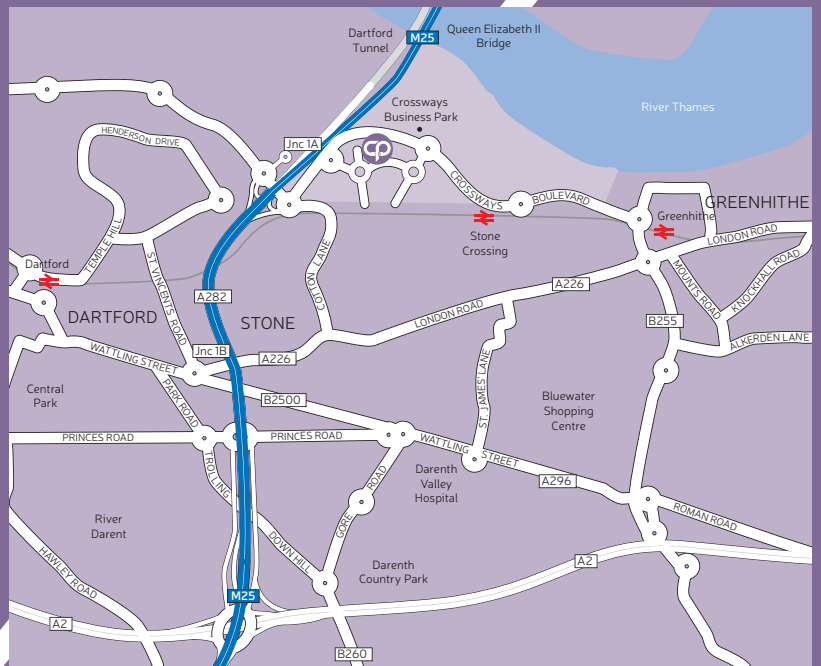 Dartford
Tunnel
M25
Queen Elizabeth II
Bridge
River Thames
Crossways
Business Park
cp
HENDERSON DRIVE
Jnc 1A
CROSSWAYS
BOULEVARD
GREENHITHE
Greenhithe
LONDON ROAD
Stone
Crossing
TEMPLE HILL
ST VINCENTS ROAD
COTTON LANE
Dartford
DARTFORD
STONE
A282
A226
LONDON ROAD
MOUNTS ROAD
KNOCKHALL ROAD
B255
ALKERDEN LANE
WATTLING STREET
Jnc 1B
A226
ST. JAMES' LANE
Central
Park
PARK ROAD
B2500
Bluewater
Shopping
Centre
PRINCES ROAD
PRINCES ROAD
WATTLING STREET
TROLLING
DOWN HILL
GORE ROAD
Darenth
Valley
Hospital
A296
ROMAN ROAD
River
Darent
HAWLEY ROAD
Darenth
Country Park
A2
M25
A2
B260